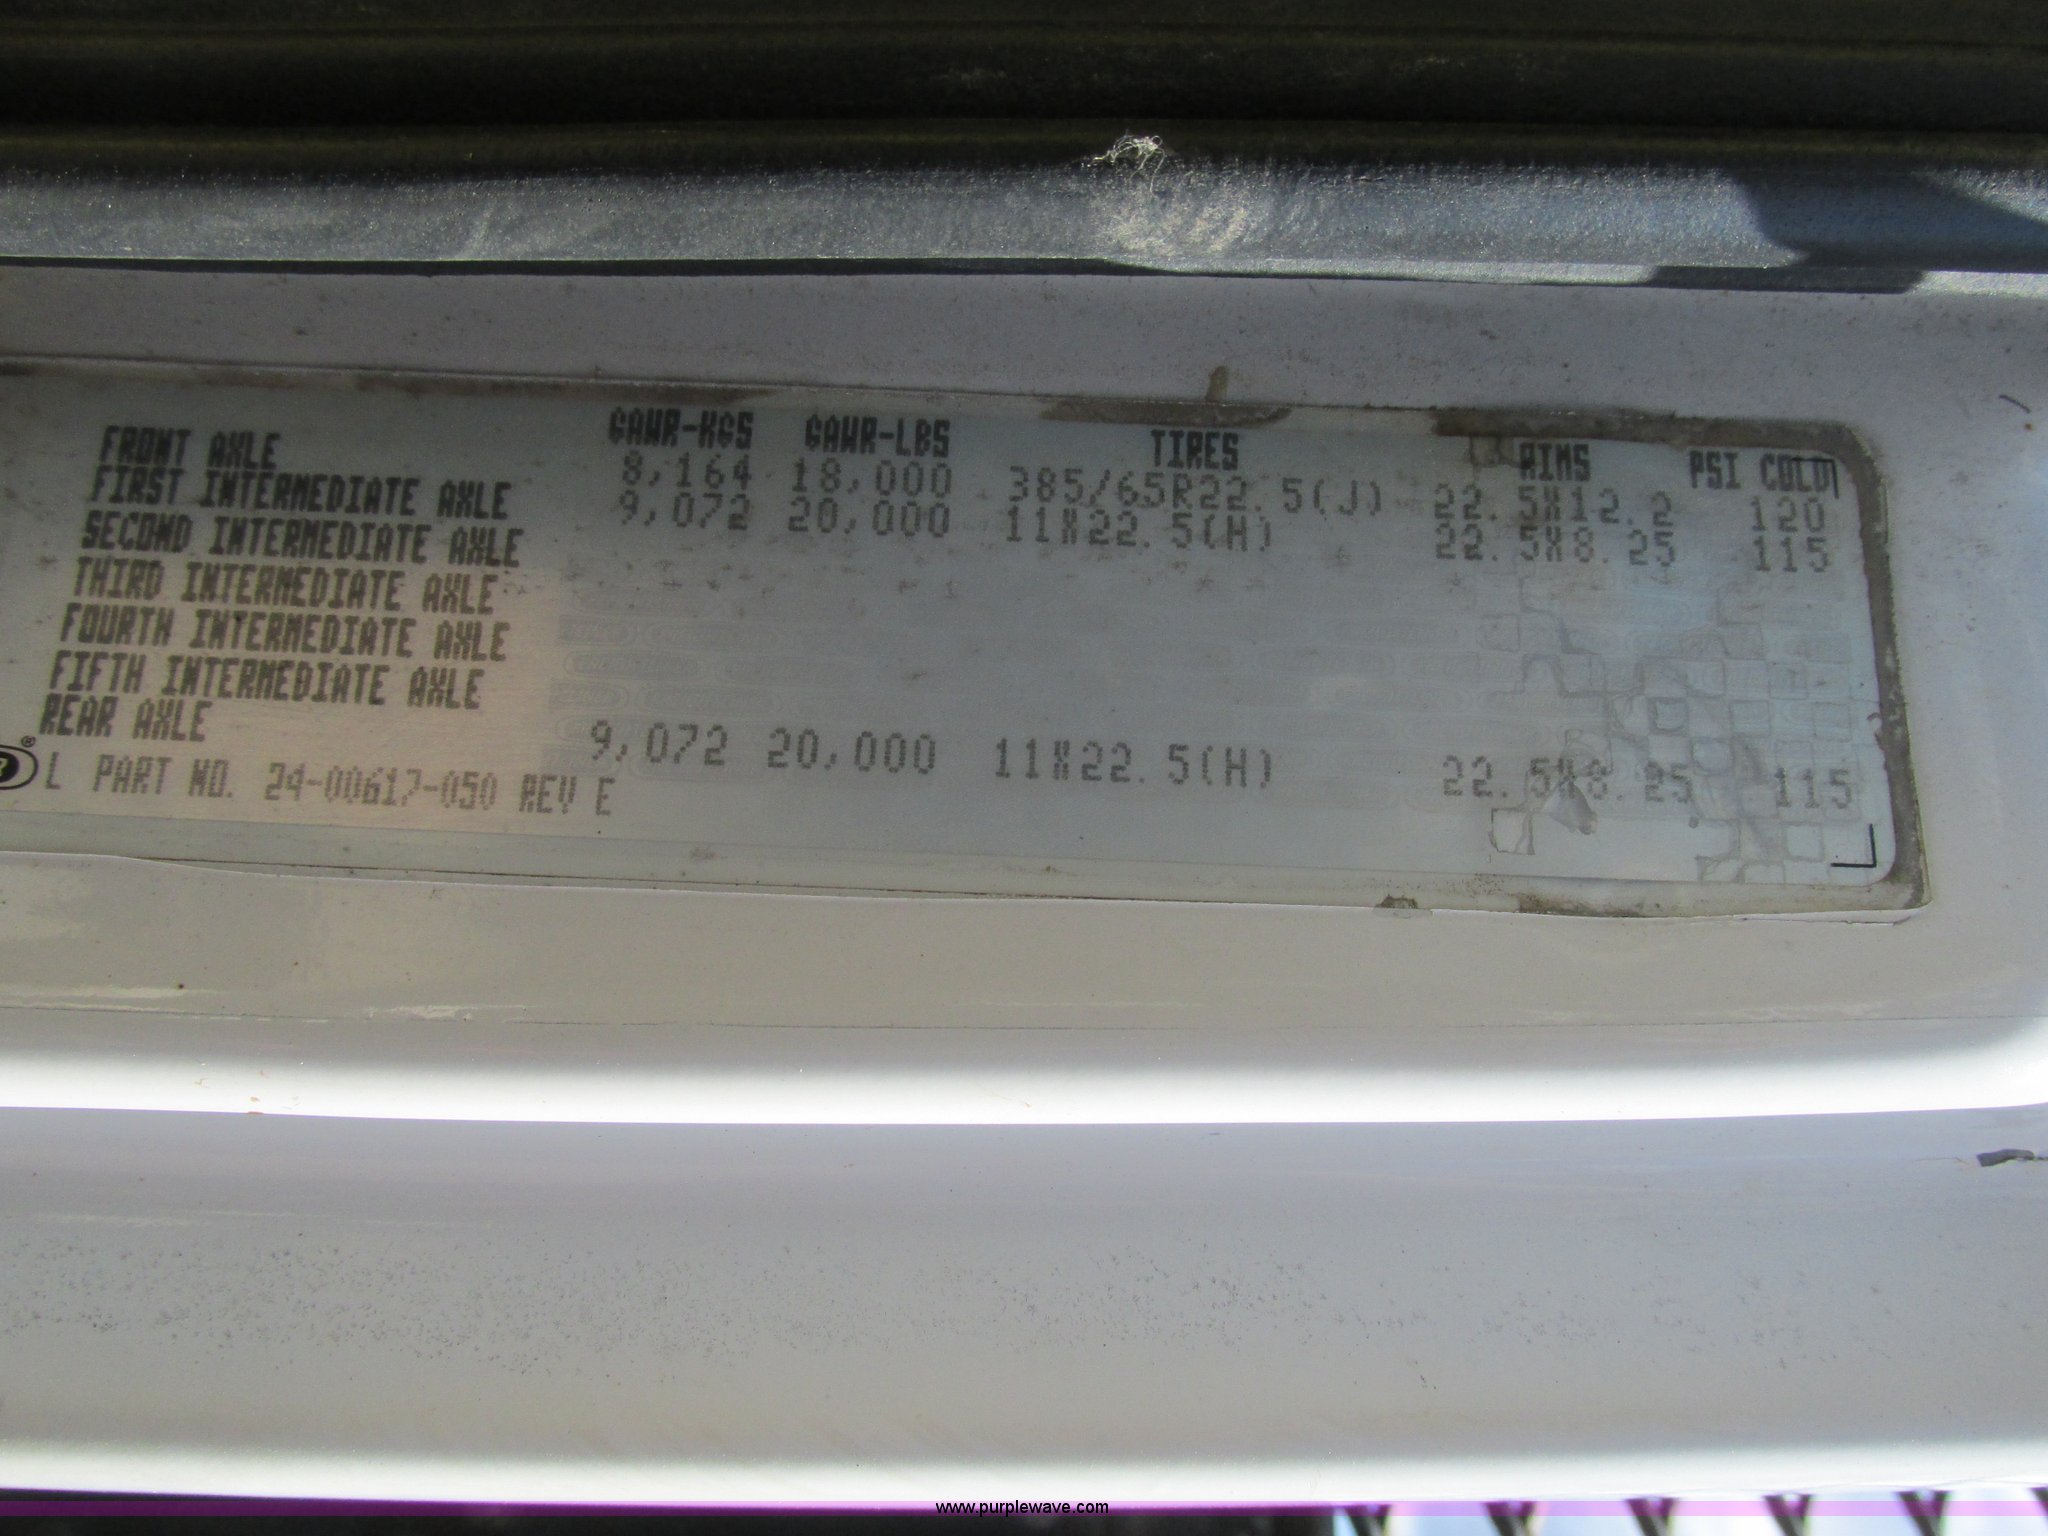 GAWR-KGS GAWR-LBS TIRES RIMS PSI COLD
FRONT AXLE 8,164 18,000 385/65R22.5(J) 22.5X12.2 120
FIRST INTERMEDIATE AXLE 9,072 20,000 11X22.5(H) 22.5X8.25 115
SECOND INTERMEDIATE AXLE
THIRD INTERMEDIATE AXLE
FOURTH INTERMEDIATE AXLE
FIFTH INTERMEDIATE AXLE
REAR AXLE 9,072 20,000 11X22.5(H) 22.5X8.25 115
® L PART NO. 24-00617-050 REV E
www.purplewave.com